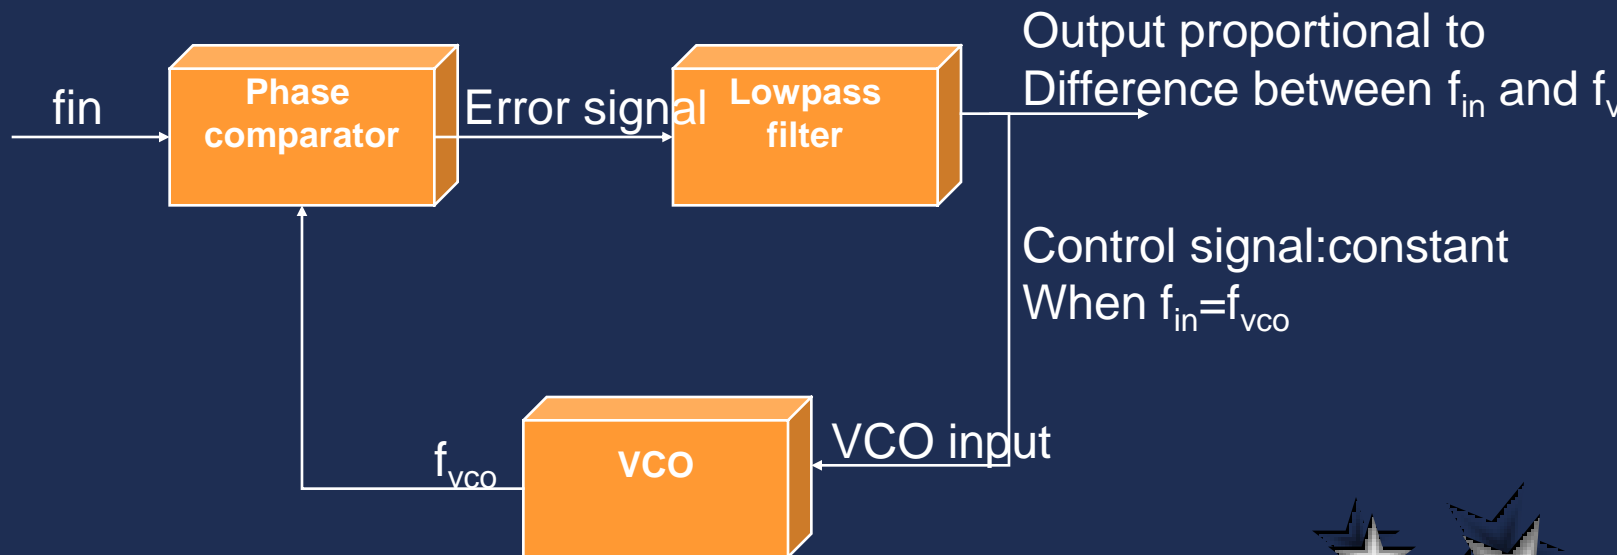 Output proportional to
Difference between fin and fv
fin
Phase
comparator
Error signal
Lowpass
filter
Control signal:constant
When fin=fvco
fvco
VCO
VCO input